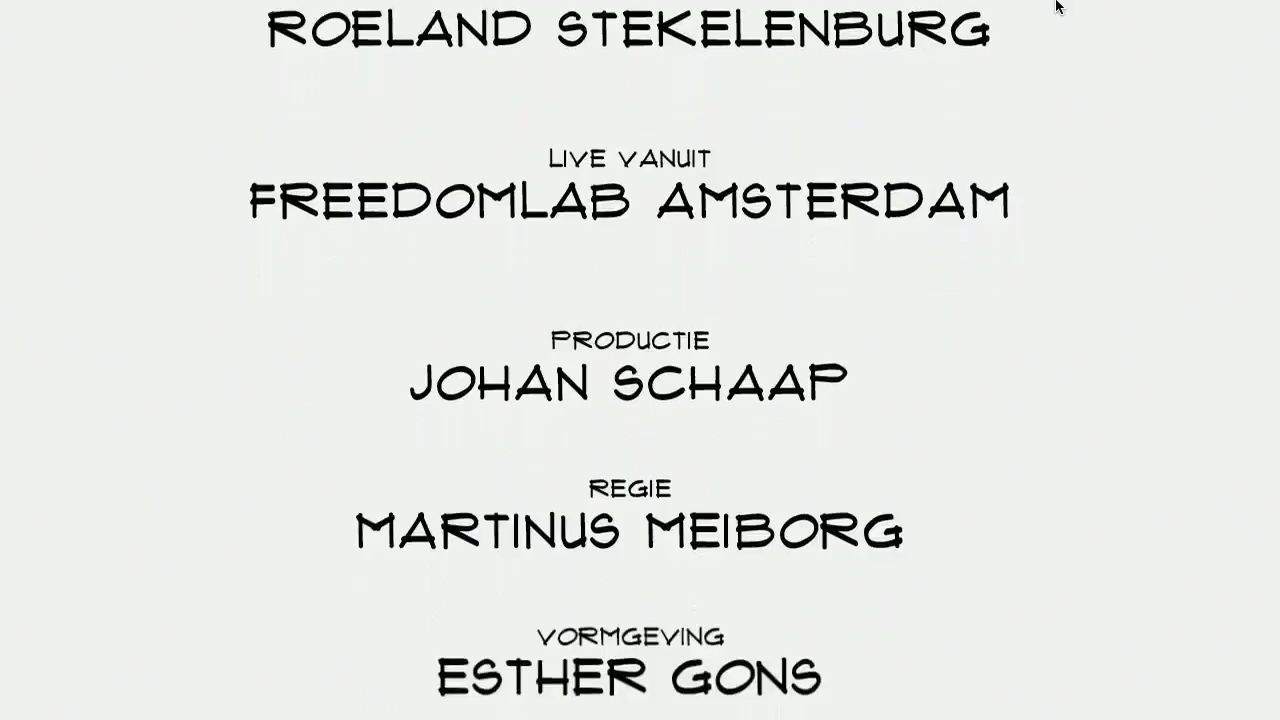 ROELAND STEKELENBURG
LIVE VANUIT
FREEDOMLAB AMSTERDAM
PRODUCTIE
JOHAN SCHAAP
REGIE
MARTINUS MEIBORG
VORMGEVING
ESTHER GONS